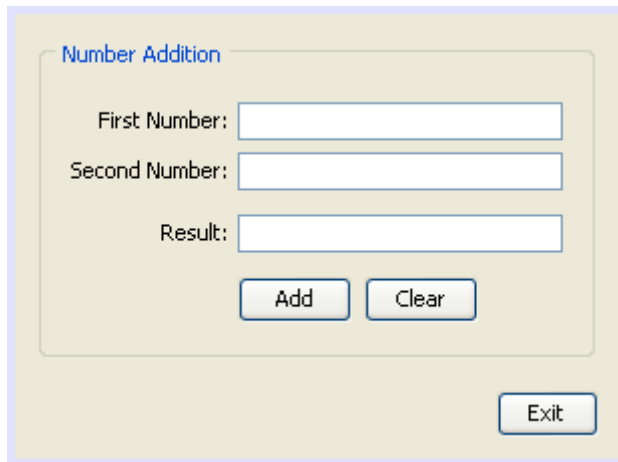 Number Addition
First Number:
Second Number:
Result:
Add Clear
Exit